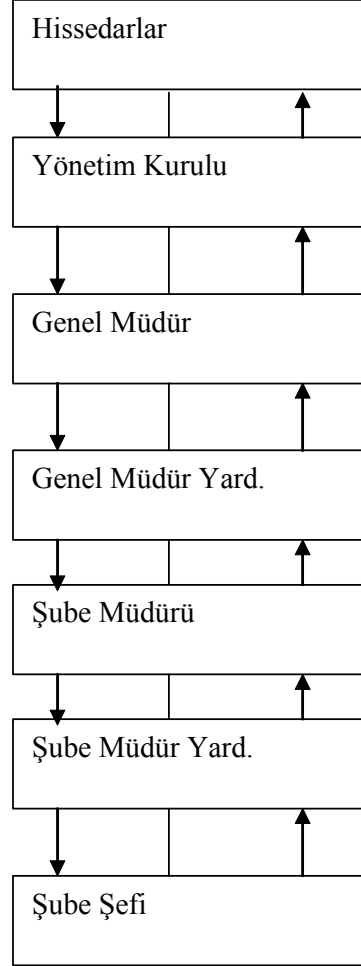 Hissedarlar
Yönetim Kurulu
Genel Müdür
Genel Müdür Yard.
Şube Müdürü
Şube Müdür Yard.
Şube Şefi